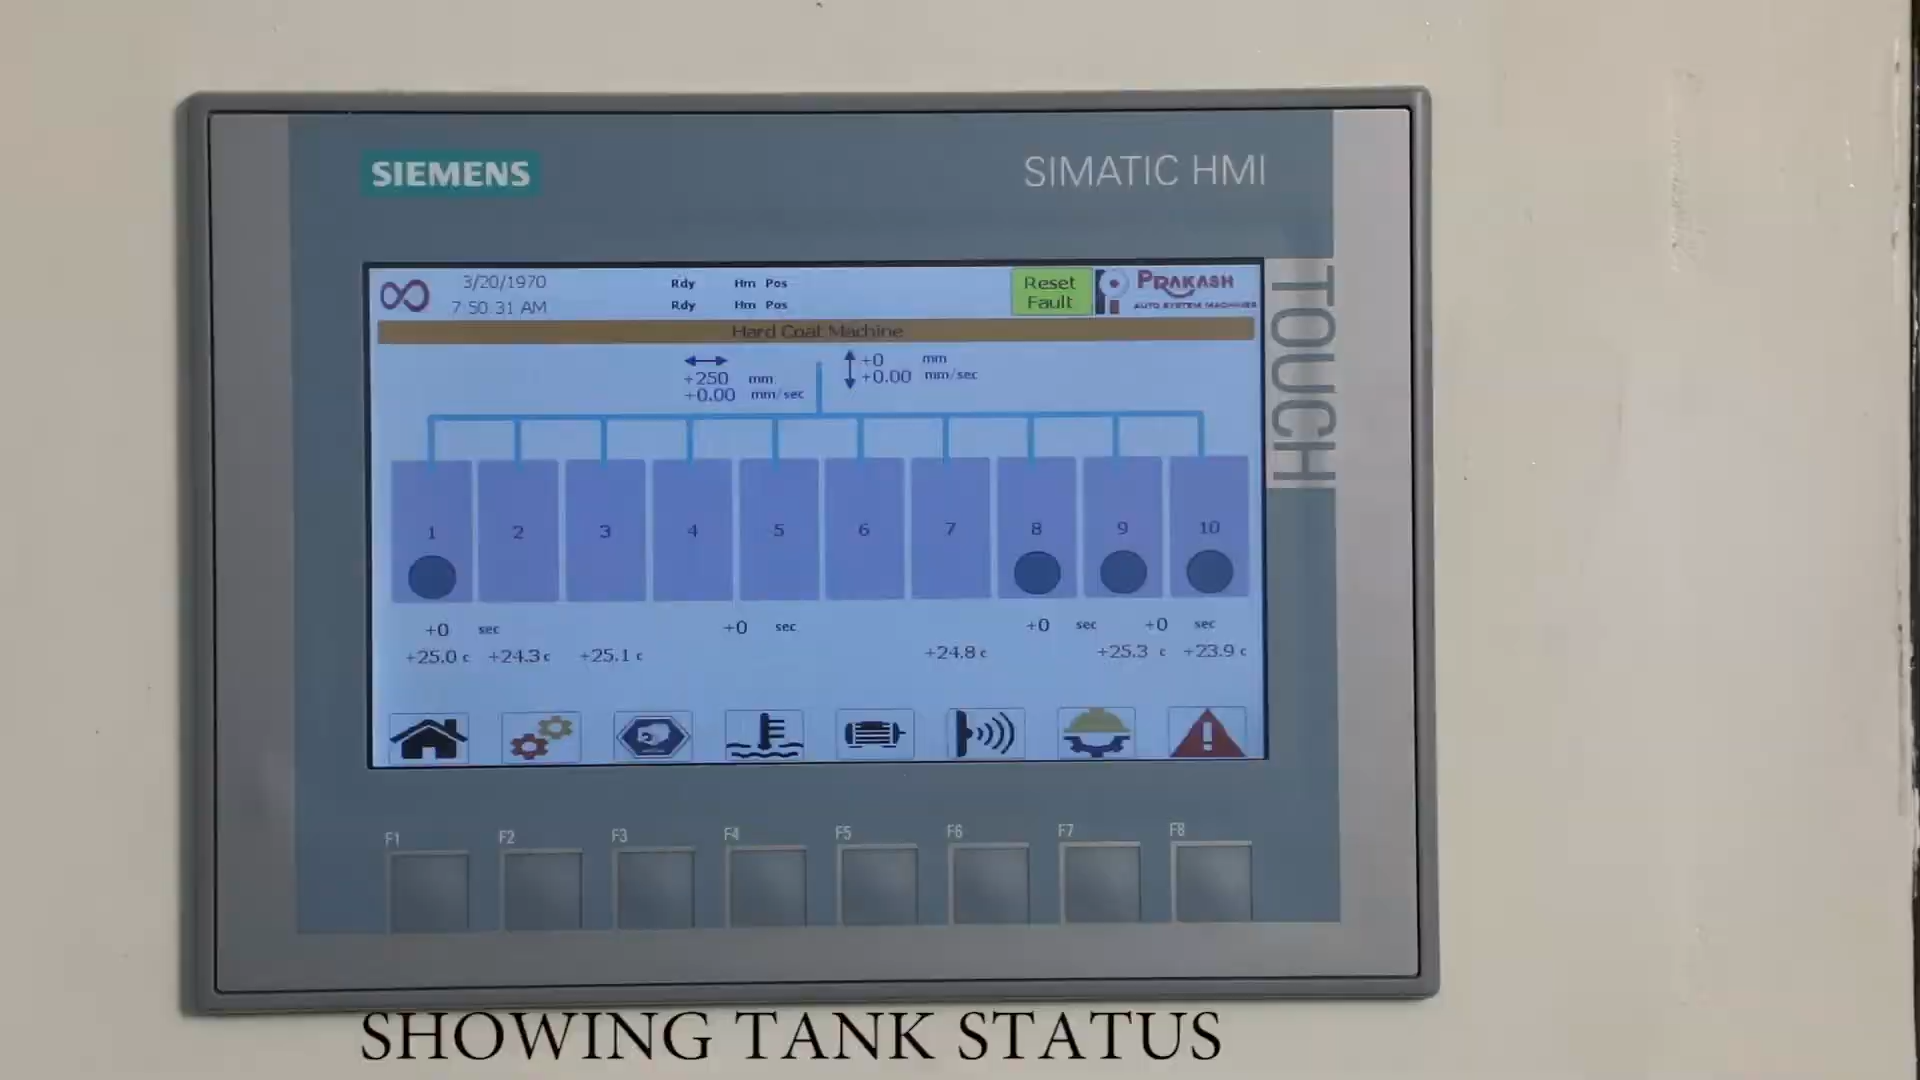 SIEMENS
SIMATIC HMI
TOUCH
3/20/1970
7:50:31 AM
Rdy Hm Pos
Rdy Hm Pos
Reset
Fault
PRAKASH
AUTO SYSTEM MACHINES
Hard Coat Machine
+250 mm
+0.00 mm/sec
+0 mm
+0.00 mm/sec
1 2 3 4 5 6 7 8 9 10
+0 sec +0 sec +0 sec +0 sec
+25.0 c +24.3 c +25.1 c +24.8 c +25.3 c +23.9 c
F1 F2 F3 F4 F5 F6 F7 F8
SHOWING TANK STATUS